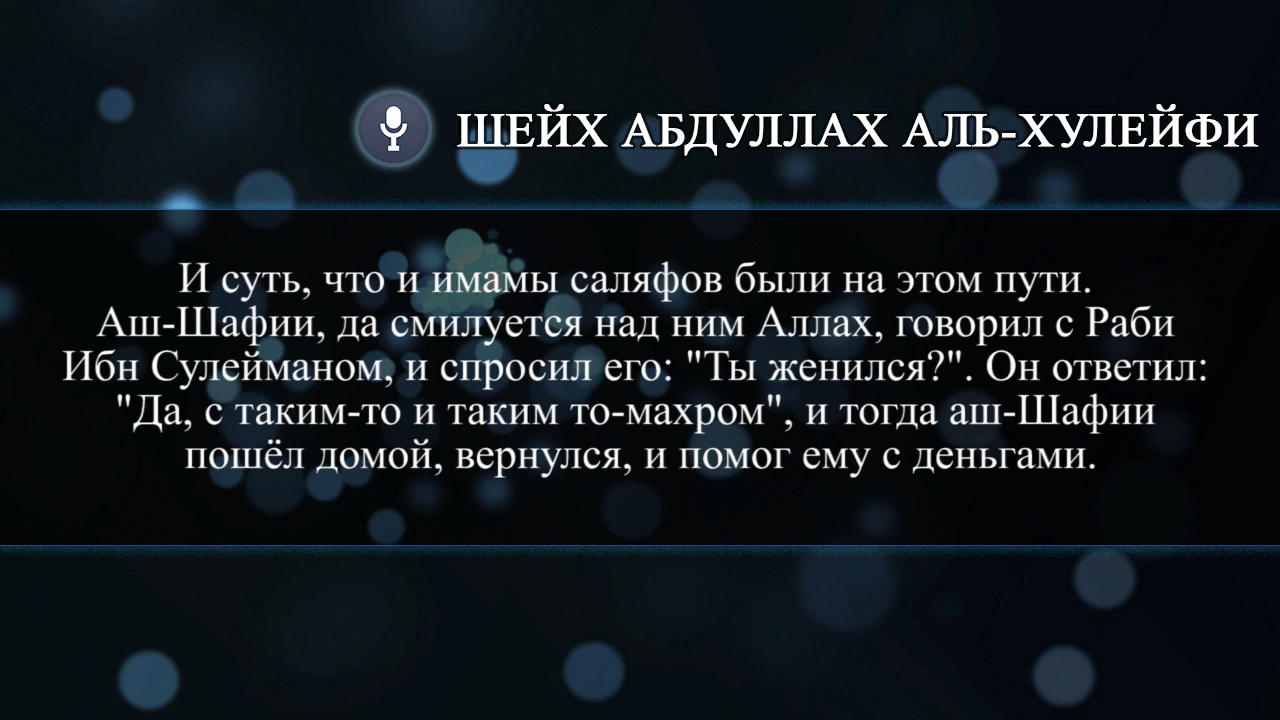 ШЕЙХ АБДУЛЛАХ АЛЬ-ХУЛЕЙФИ
И суть, что и имамы саляфов были на этом пути.
Аш-Шафии, да смилуется над ним Аллах, говорил с Раби
Ибн Сулейманом, и спросил его: "Ты женился?". Он ответил:
"Да, с таким-то и таким то-махром", и тогда аш-Шафии
пошёл домой, вернулся, и помог ему с деньгами.